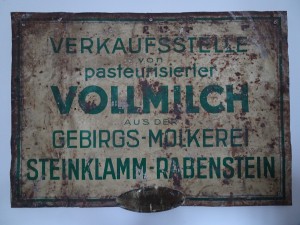 VERKAUFSSTELLE
von
pasteurisierter
VOLLMILCH
AUS DER
GEBIRGS-MOLKEREI
STEINKLAMM-RABENSTEIN